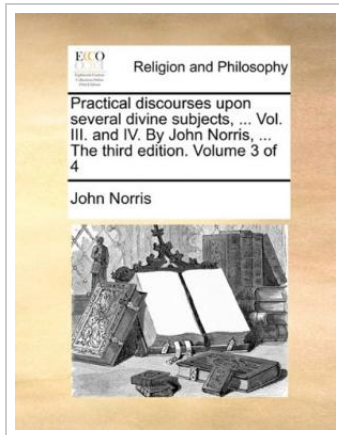 ECCO
Religion and Philosophy
Practical discourses upon
several divine subjects, ... Vol.
III. and IV. By John Norris, ...
The third edition. Volume 3 of
4
John Norris